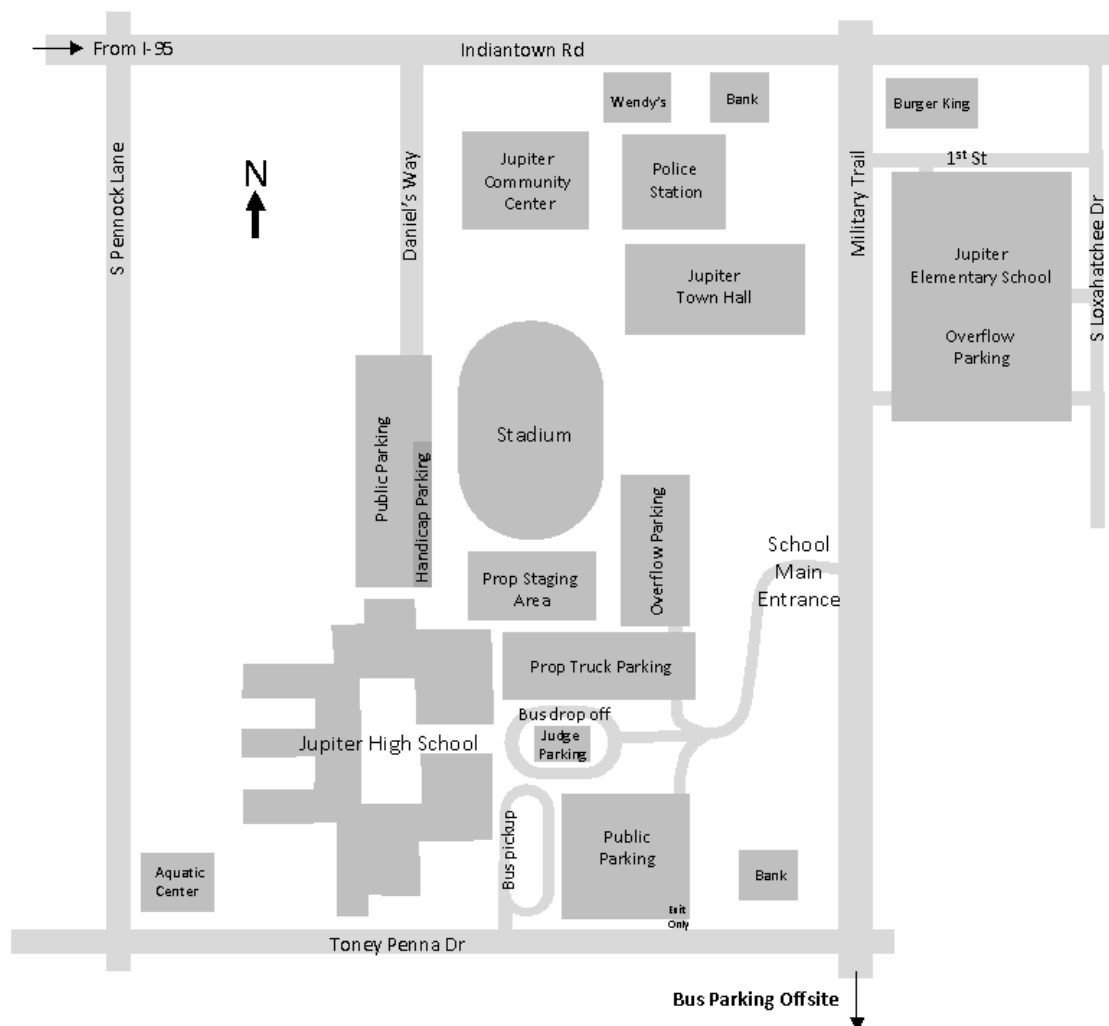 From I-95
Indiantown Rd
Wendy's
Bank
Burger King
S Pennock Lane
N
Daniel's Way
Jupiter
Community
Center
Police
Station
Military Trail
1st St
S Loxahatchee Dr
Jupiter
Town Hall
Jupiter
Elementary School
Overflow
Parking
Stadium
Public Parking
Handicap Parking
Overflow Parking
School
Main
Entrance
Prop Staging
Area
Prop Truck Parking
Bus drop off
Judge
Parking
Jupiter High School
Bus pickup
Public
Parking
Aquatic
Center
Bank
Exit
Only
Toney Penna Dr
Bus Parking Offsite